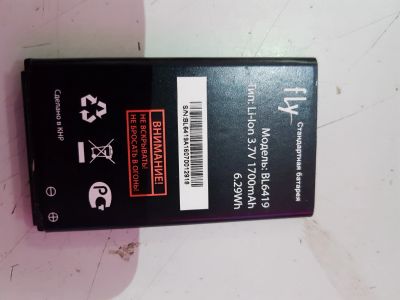 fly
Стандартная батарея
Модель: BL6419
Тип: Li-Ion 3.7V 1700mAh
6.29Wh
S/N:BL6419A16070012919
ВНИМАНИЕ!
НЕ ВСКРЫВАТЬ!
НЕ БРОСАТЬ В ОГОНЬ!
Сделано в КНР